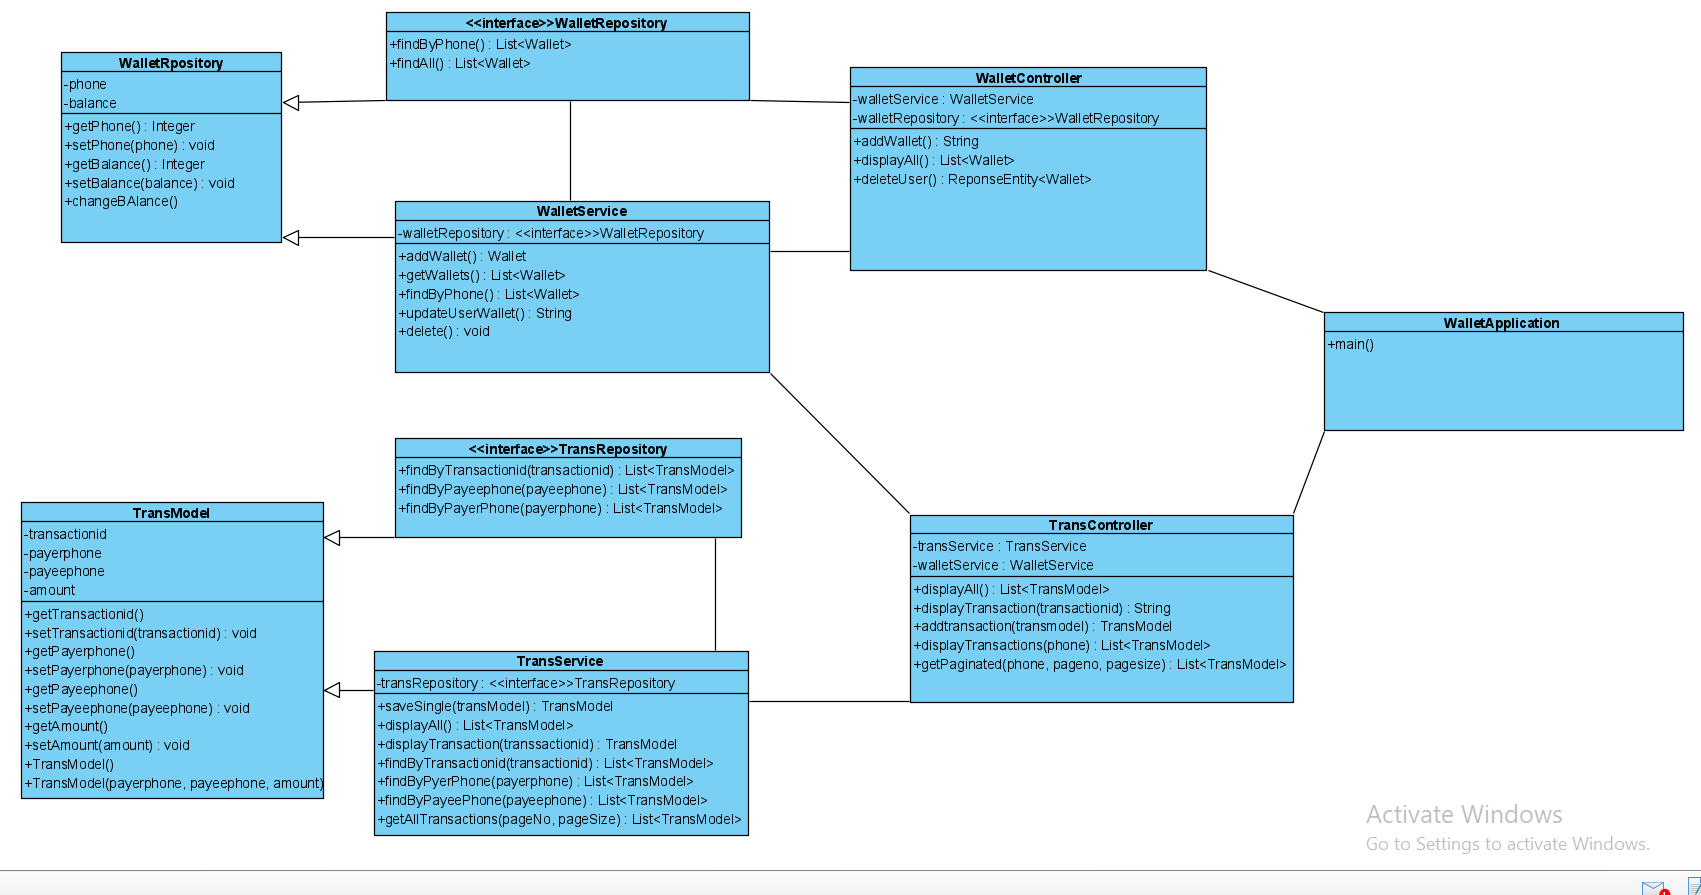 <<interface>>WalletRepository
+findByPhone() : List<Wallet>
+findAll() : List<Wallet>
WalletRpository
-phone
-balance
+getPhone() : Integer
+setPhone(phone) : void
+getBalance() : Integer
+setBalance(balance) : void
+changeBAlance()
WalletController
-walletService : WalletService
-walletRepository : <<interface>>WalletRepository
+addWallet() : String
+displayAll() : List<Wallet>
+deleteUser() : ReponseEntity<Wallet>
WalletService
-walletRepository : <<interface>>WalletRepository
+addWallet() : Wallet
+getWallets() : List<Wallet>
+findByPhone() : List<Wallet>
+updateUserWallet() : String
+delete() : void
WalletApplication
+main()
<<interface>>TransRepository
+findByTransactionid(transactionid) : List<TransModel>
+findByPayeephone(payeephone) : List<TransModel>
+findByPayerPhone(payerphone) : List<TransModel>
TransModel
-transactionid
-payerphone
-payeephone
-amount
+getTransactionid()
+setTransactionid(transactionid) : void
+getPayerphone()
+setPayerphone(payerphone) : void
+getPayeephone()
+setPayeephone(payeephone) : void
+getAmount()
+setAmount(amount) : void
+TransModel()
+TransModel(payerphone, payeephone, amount)
TransController
-transService : TransService
-walletService : WalletService
+displayAll() : List<TransModel>
+displayTransaction(transactionid) : String
+addtransaction(transmodel) : TransModel
+displayTransactions(phone) : List<TransModel>
+getPaginated(phone, pageno, pagesize) : List<TransModel>
TransService
-transRepository : <<interface>>TransRepository
+saveSingle(transModel) : TransModel
+displayAll() : List<TransModel>
+displayTransaction(transsactionid) : TransModel
+findByTransactionid(transactionid) : List<TransModel>
+findByPyerPhone(payerphone) : List<TransModel>
+findByPayeePhone(payeephone) : List<TransModel>
+getAllTransactions(pageNo, pageSize) : List<TransModel>
Activate Windows
Go to Settings to activate Windows.